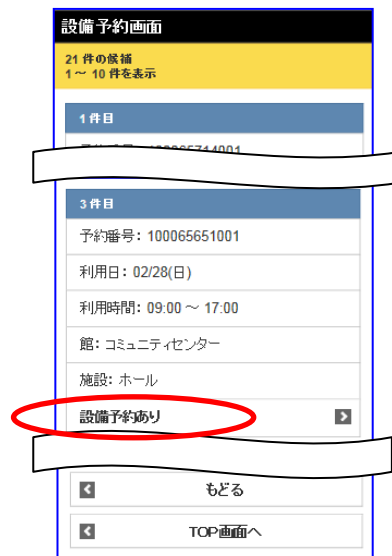 設備予約画面
21 件の候補
1～ 10 件を表示
1件目
3件目
予約番号: 100065651001
利用日: 02/28(日)
利用時間: 09:00 ～ 17:00
館: コミュニティセンター
施設: ホール
設備予約あり
もどる
TOP画面へ